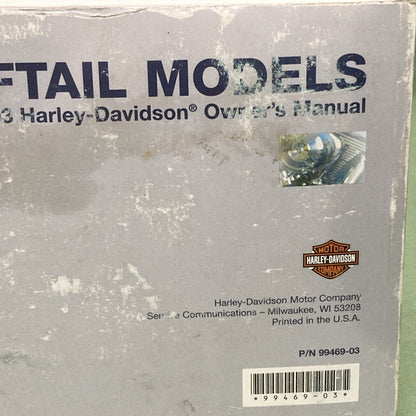 FTAIL MODELS
3 Harley-Davidson® Owner's Manual
MOTOR
HARLEY-DAVIDSON
COMPANY
Harley-Davidson Motor Company
Service Communications – Milwaukee, WI 53208
Printed in the U.S.A.
P/N 99469-03
*99469-03*